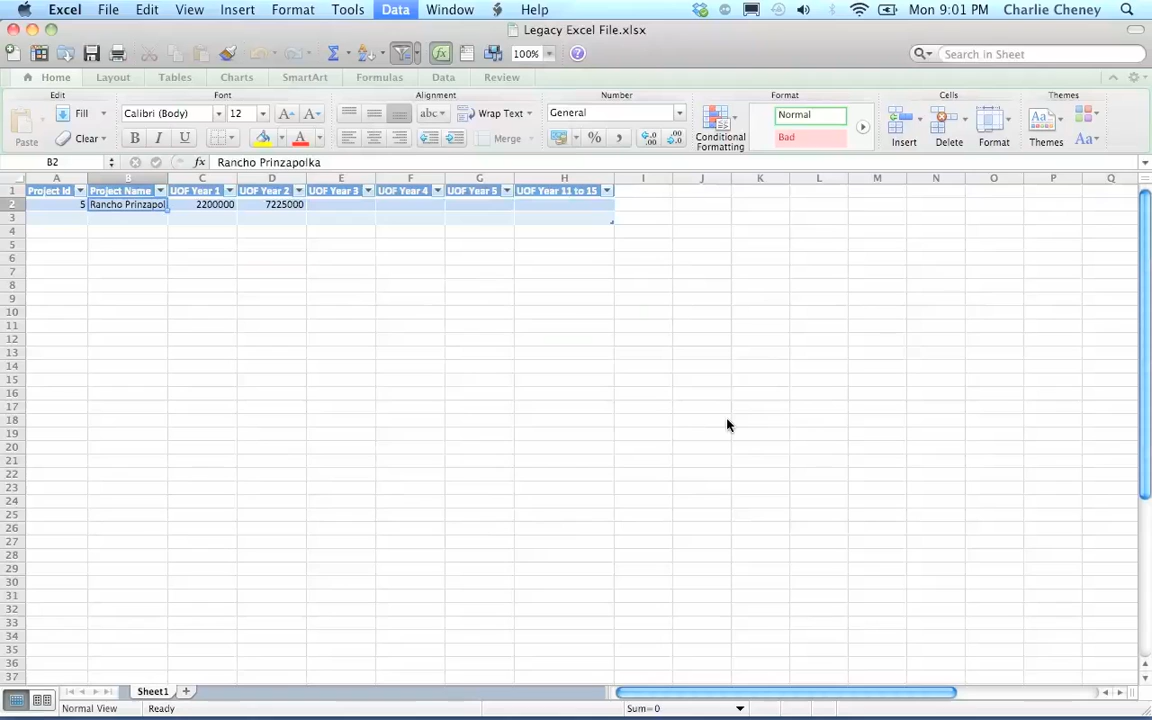 Excel File Edit View Insert Format Tools Data Window Help Mon 9:01 PM Charlie Cheney
Legacy Excel File.xlsx
100% Search in Sheet
Home Layout Tables Charts SmartArt Formulas Data Review
Edit Font Alignment Number Format Cells Themes
Paste Fill Clear Calibri (Body) 12 abc Wrap Text Merge General Conditional Formatting Normal Bad Insert Delete Format Themes Aa
B2 fx Rancho Prinzapolka
A B C D E F G H I J K L M N O P Q
1 Project Id Project Name UOF Year 1 UOF Year 2 UOF Year 3 UOF Year 4 UOF Year 5 UOF Year 11 to 15
2 5 Rancho Prinzapol 2200000 7225000
3
4
5
6
7
8
9
10
11
12
13
14
15
16
17
18
19
20
21
22
23
24
25
26
27
28
29
30
31
32
33
34
35
36
37
Sheet1
Normal View Ready Sum=0